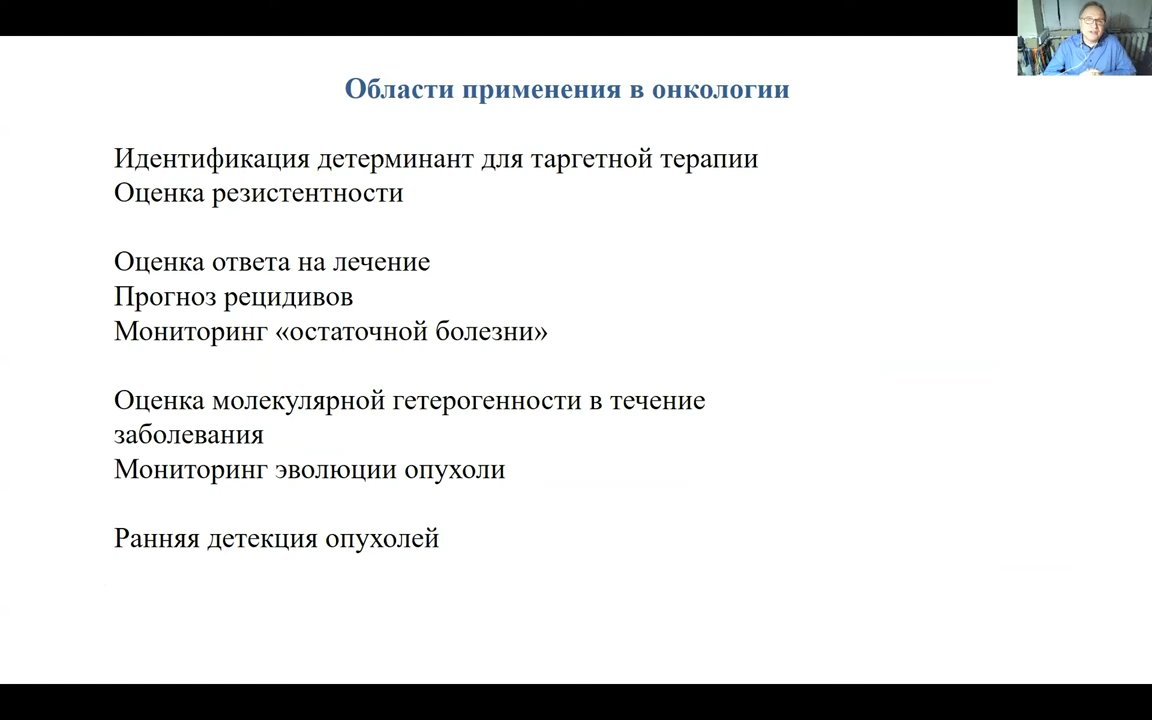 Области применения в онкологии
Идентификация детерминант для таргетной терапии
Оценка резистентности
Оценка ответа на лечение
Прогноз рецидивов
Мониторинг «остаточной болезни»
Оценка молекулярной гетерогенности в течение
заболевания
Мониторинг эволюции опухоли
Ранняя детекция опухолей